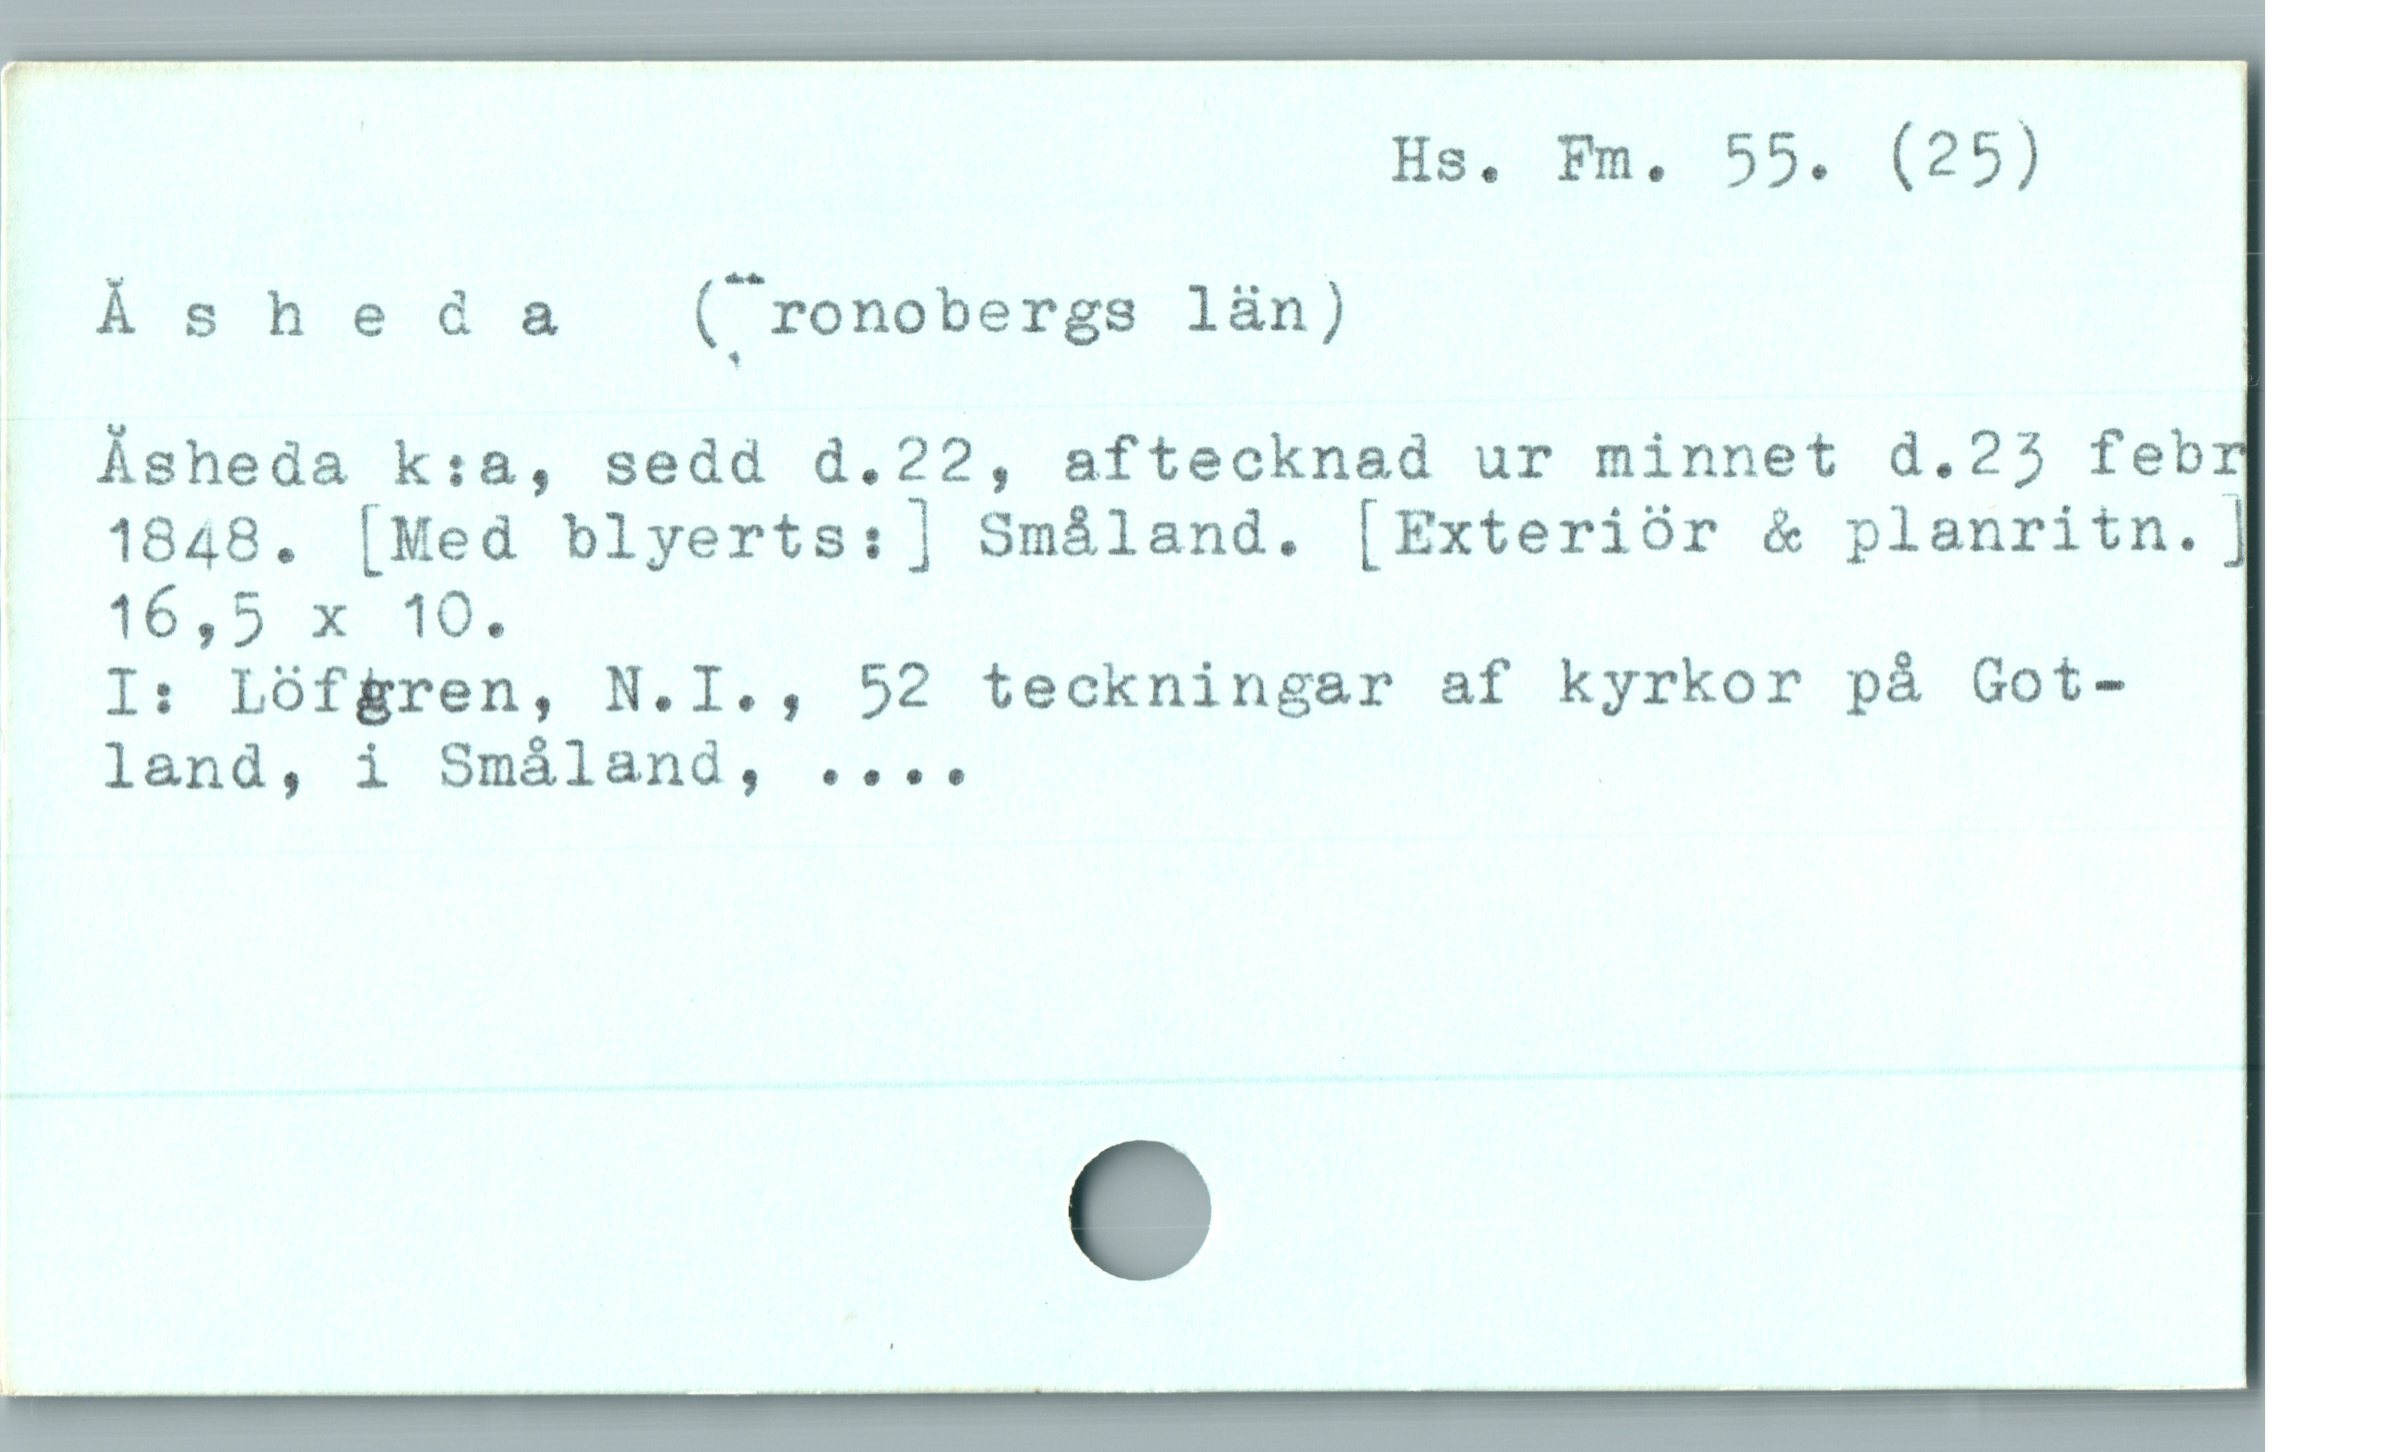 Hs. Fm. 55. (25)
Å s h e d a (ronobergs län)
Åsheda k:a, sedd d.22, aftecknad ur minnet d.23 febr
1848. [Med blyerts:] Småland. [Exteriör & planritn.]
16,5 x 10.
I: Löfgren, N.I., 52 teckningar af kyrkor på Got-
land, i Småland, ....